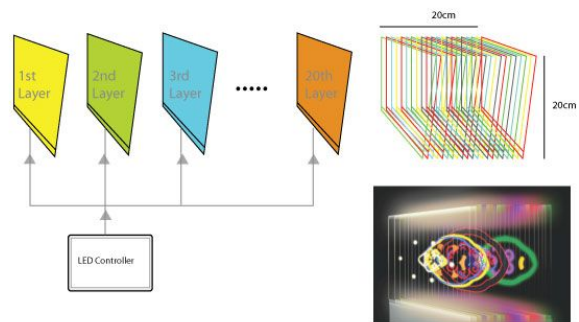 1st
Layer
2nd
Layer
3rd
Layer
.....
20th
Layer
LED Controller
20cm
20cm